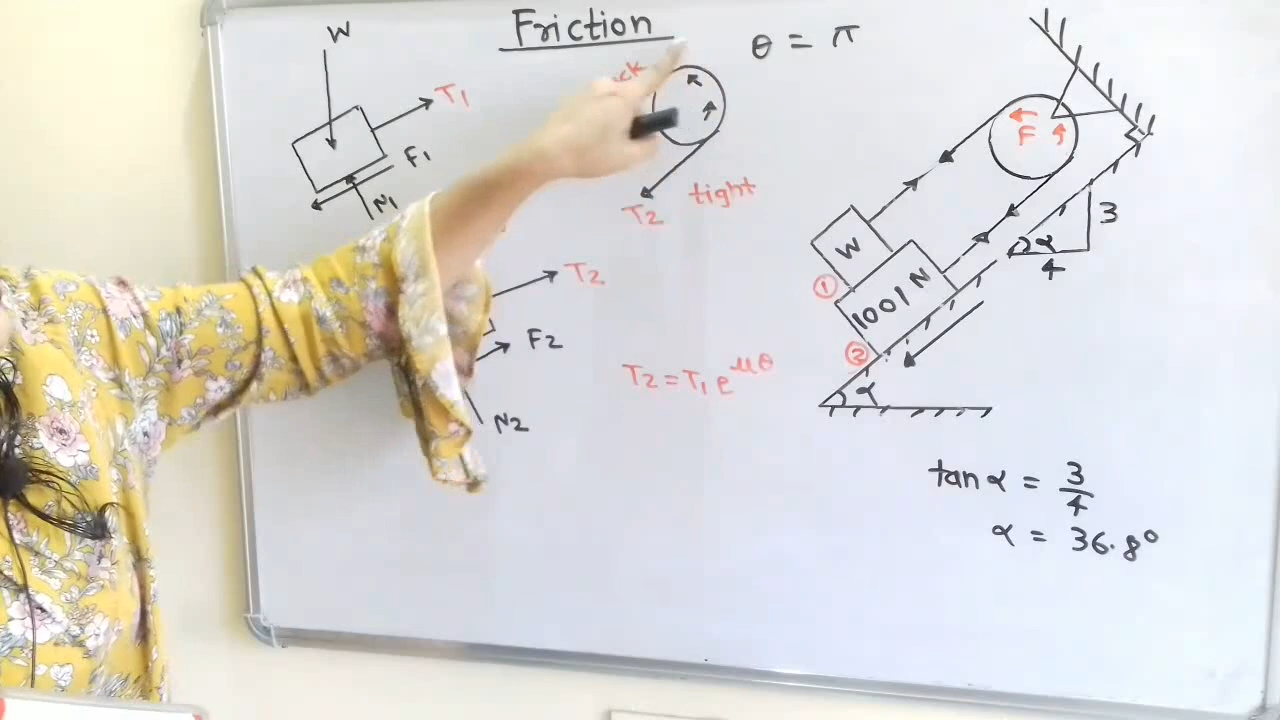 Friction
θ = π
W
T1
F1
N1
T2
tight
T2
F2
N2
T2 = T1 e^μθ
F
W
1
1001 N
2
α
3
4
α
tan α = 3/4
α = 36.8°